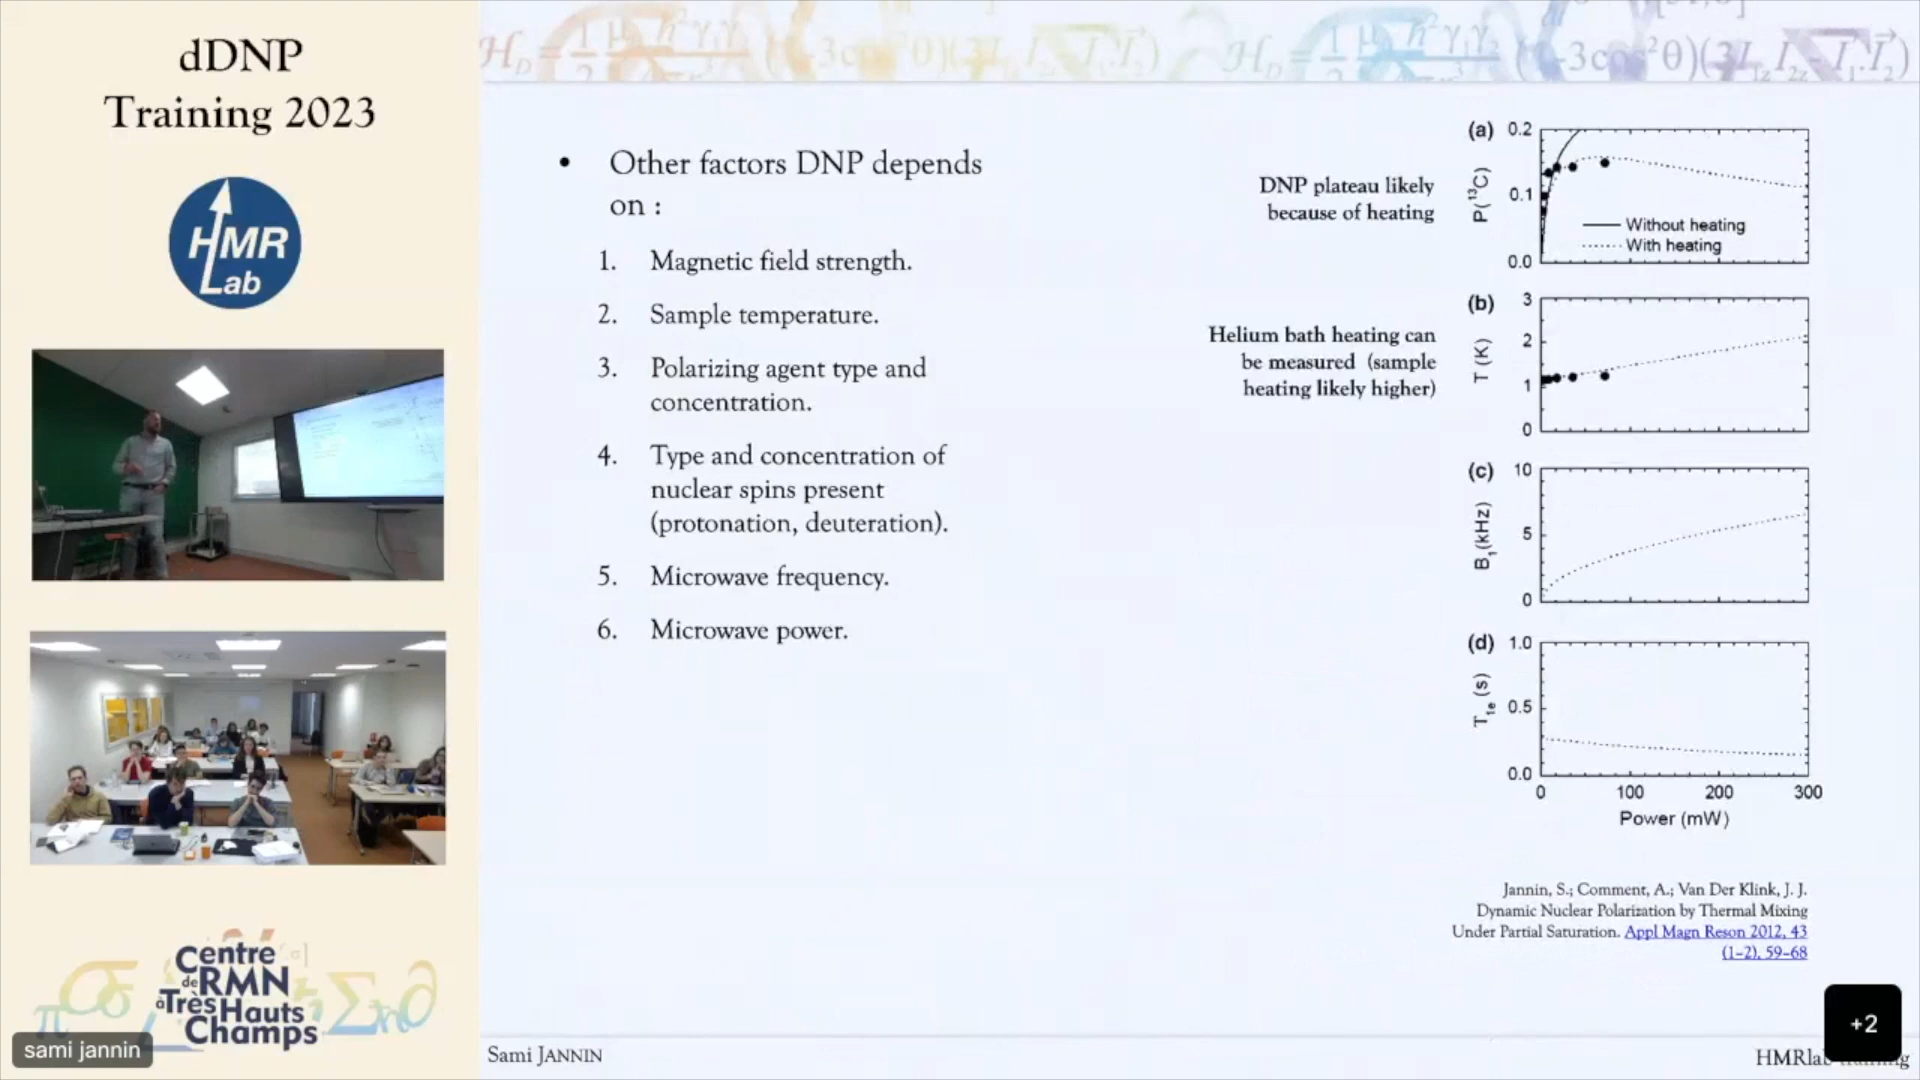 dDNP
Training 2023
HMR
Lab
Centre
de RMN
à Très Hauts
Champs
sami jannin
• Other factors DNP depends
on :
1. Magnetic field strength.
2. Sample temperature.
3. Polarizing agent type and
concentration.
4. Type and concentration of
nuclear spins present
(protonation, deuteration).
5. Microwave frequency.
6. Microwave power.
DNP plateau likely
because of heating
Helium bath heating can
be measured (sample
heating likely higher)
(a)
P(¹³C)
0.2
0.1
0.0
Without heating
With heating
(b)
T (K)
3
2
1
0
(c)
B₁(kHz)
10
5
0
(d)
T₁ₑ (s)
1.0
0.5
0.0
0 100 200 300
Power (mW)
Jannin, S.; Comment, A.; Van Der Klink, J. J.
Dynamic Nuclear Polarization by Thermal Mixing
Under Partial Saturation. Appl Magn Reson 2012, 43
(1–2), 59–68
+2
Sami JANNIN